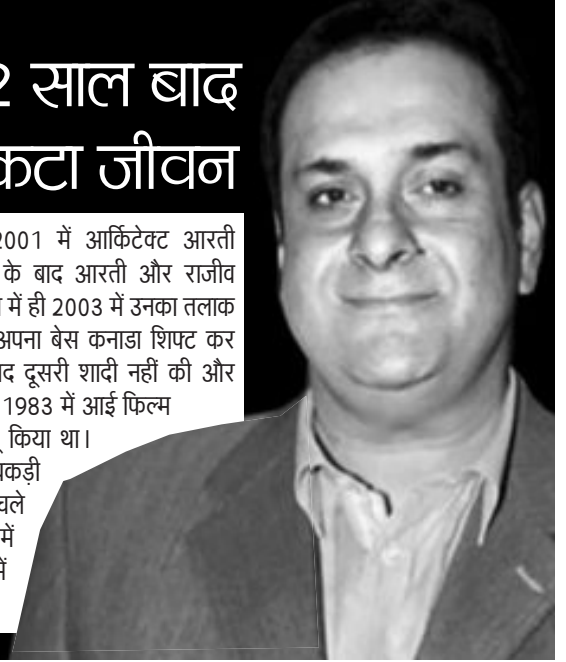 2 साल बाद
कटा जीवन
2001 में आर्किटेक्ट आरती
के बाद आरती और राजीव
में ही 2003 में उनका तलाक
अपना बेस कनाडा शिफ्ट कर
दूसरी शादी नहीं की और
1983 में आई फिल्म
किया था।
में